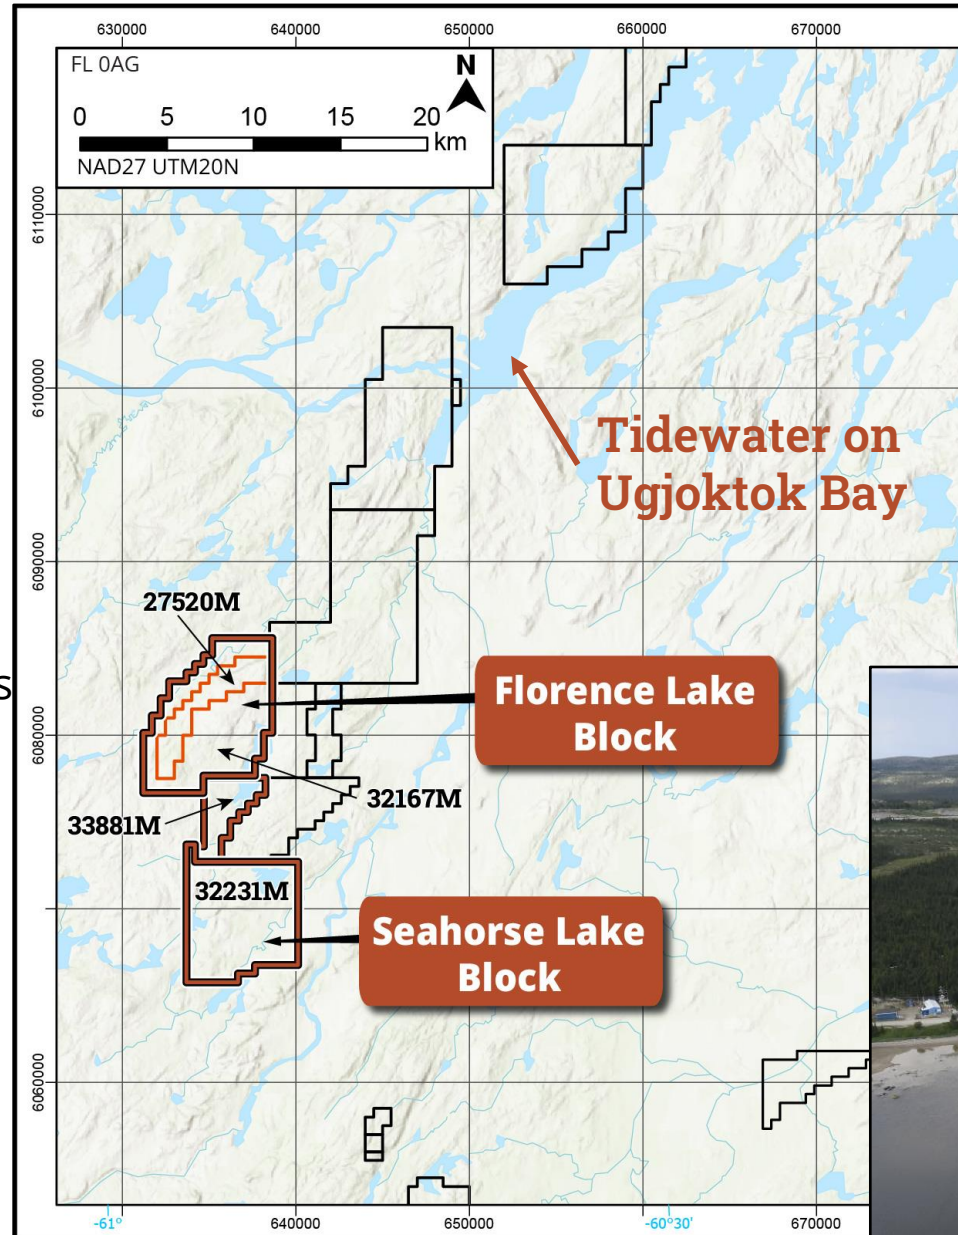 630000 640000 650000 660000 670000
FL 0AG
N
0 5 10 15 20
km
NAD27 UTM20N
6110000
6100000
Tidewater on
Ugjoktok Bay
6090000
27520M
S
Florence Lake
Block
6080000
32167M
33881M
32231M
Seahorse Lake
Block
6060000
-61° 640000 650000 -60°30' 670000